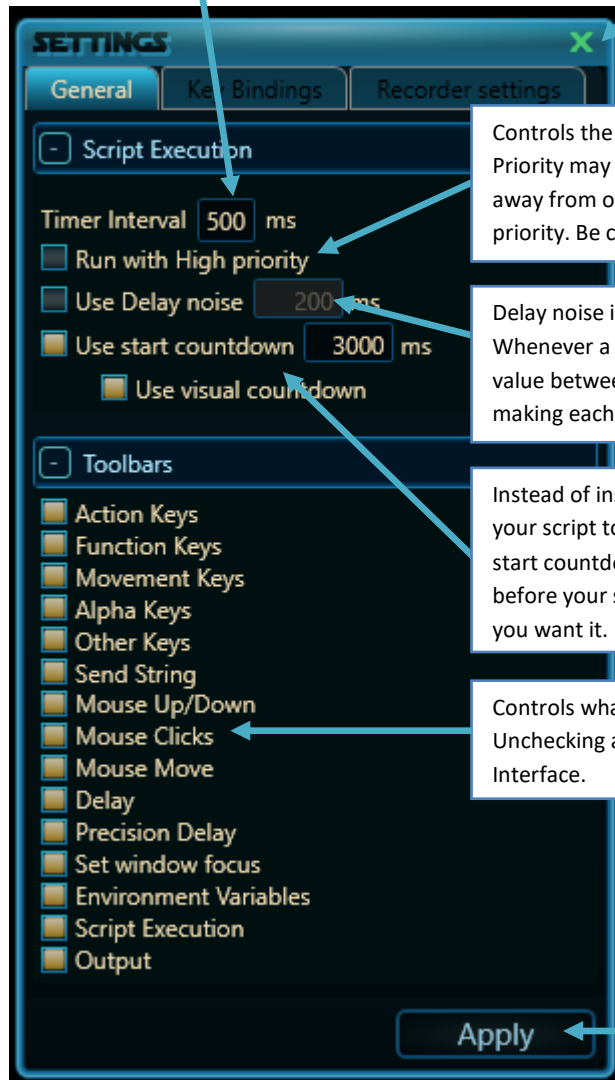 SETTINGS
General Key Bindings Recorder settings
- Script Execution
Timer Interval 500 ms
Run with High priority
Use Delay noise 200 ms
Use start countdown 3000 ms
Use visual countdown
- Toolbars
Action Keys
Function Keys
Movement Keys
Alpha Keys
Other Keys
Send String
Mouse Up/Down
Mouse Clicks
Mouse Move
Delay
Precision Delay
Set window focus
Environment Variables
Script Execution
Output
Apply
Controls the
Priority may
away from o
priority. Be c
Delay noise i
Whenever a
value betwee
making each
Instead of ins
your script to
start countdo
before your s
you want it.
Controls wha
Unchecking a
Interface.